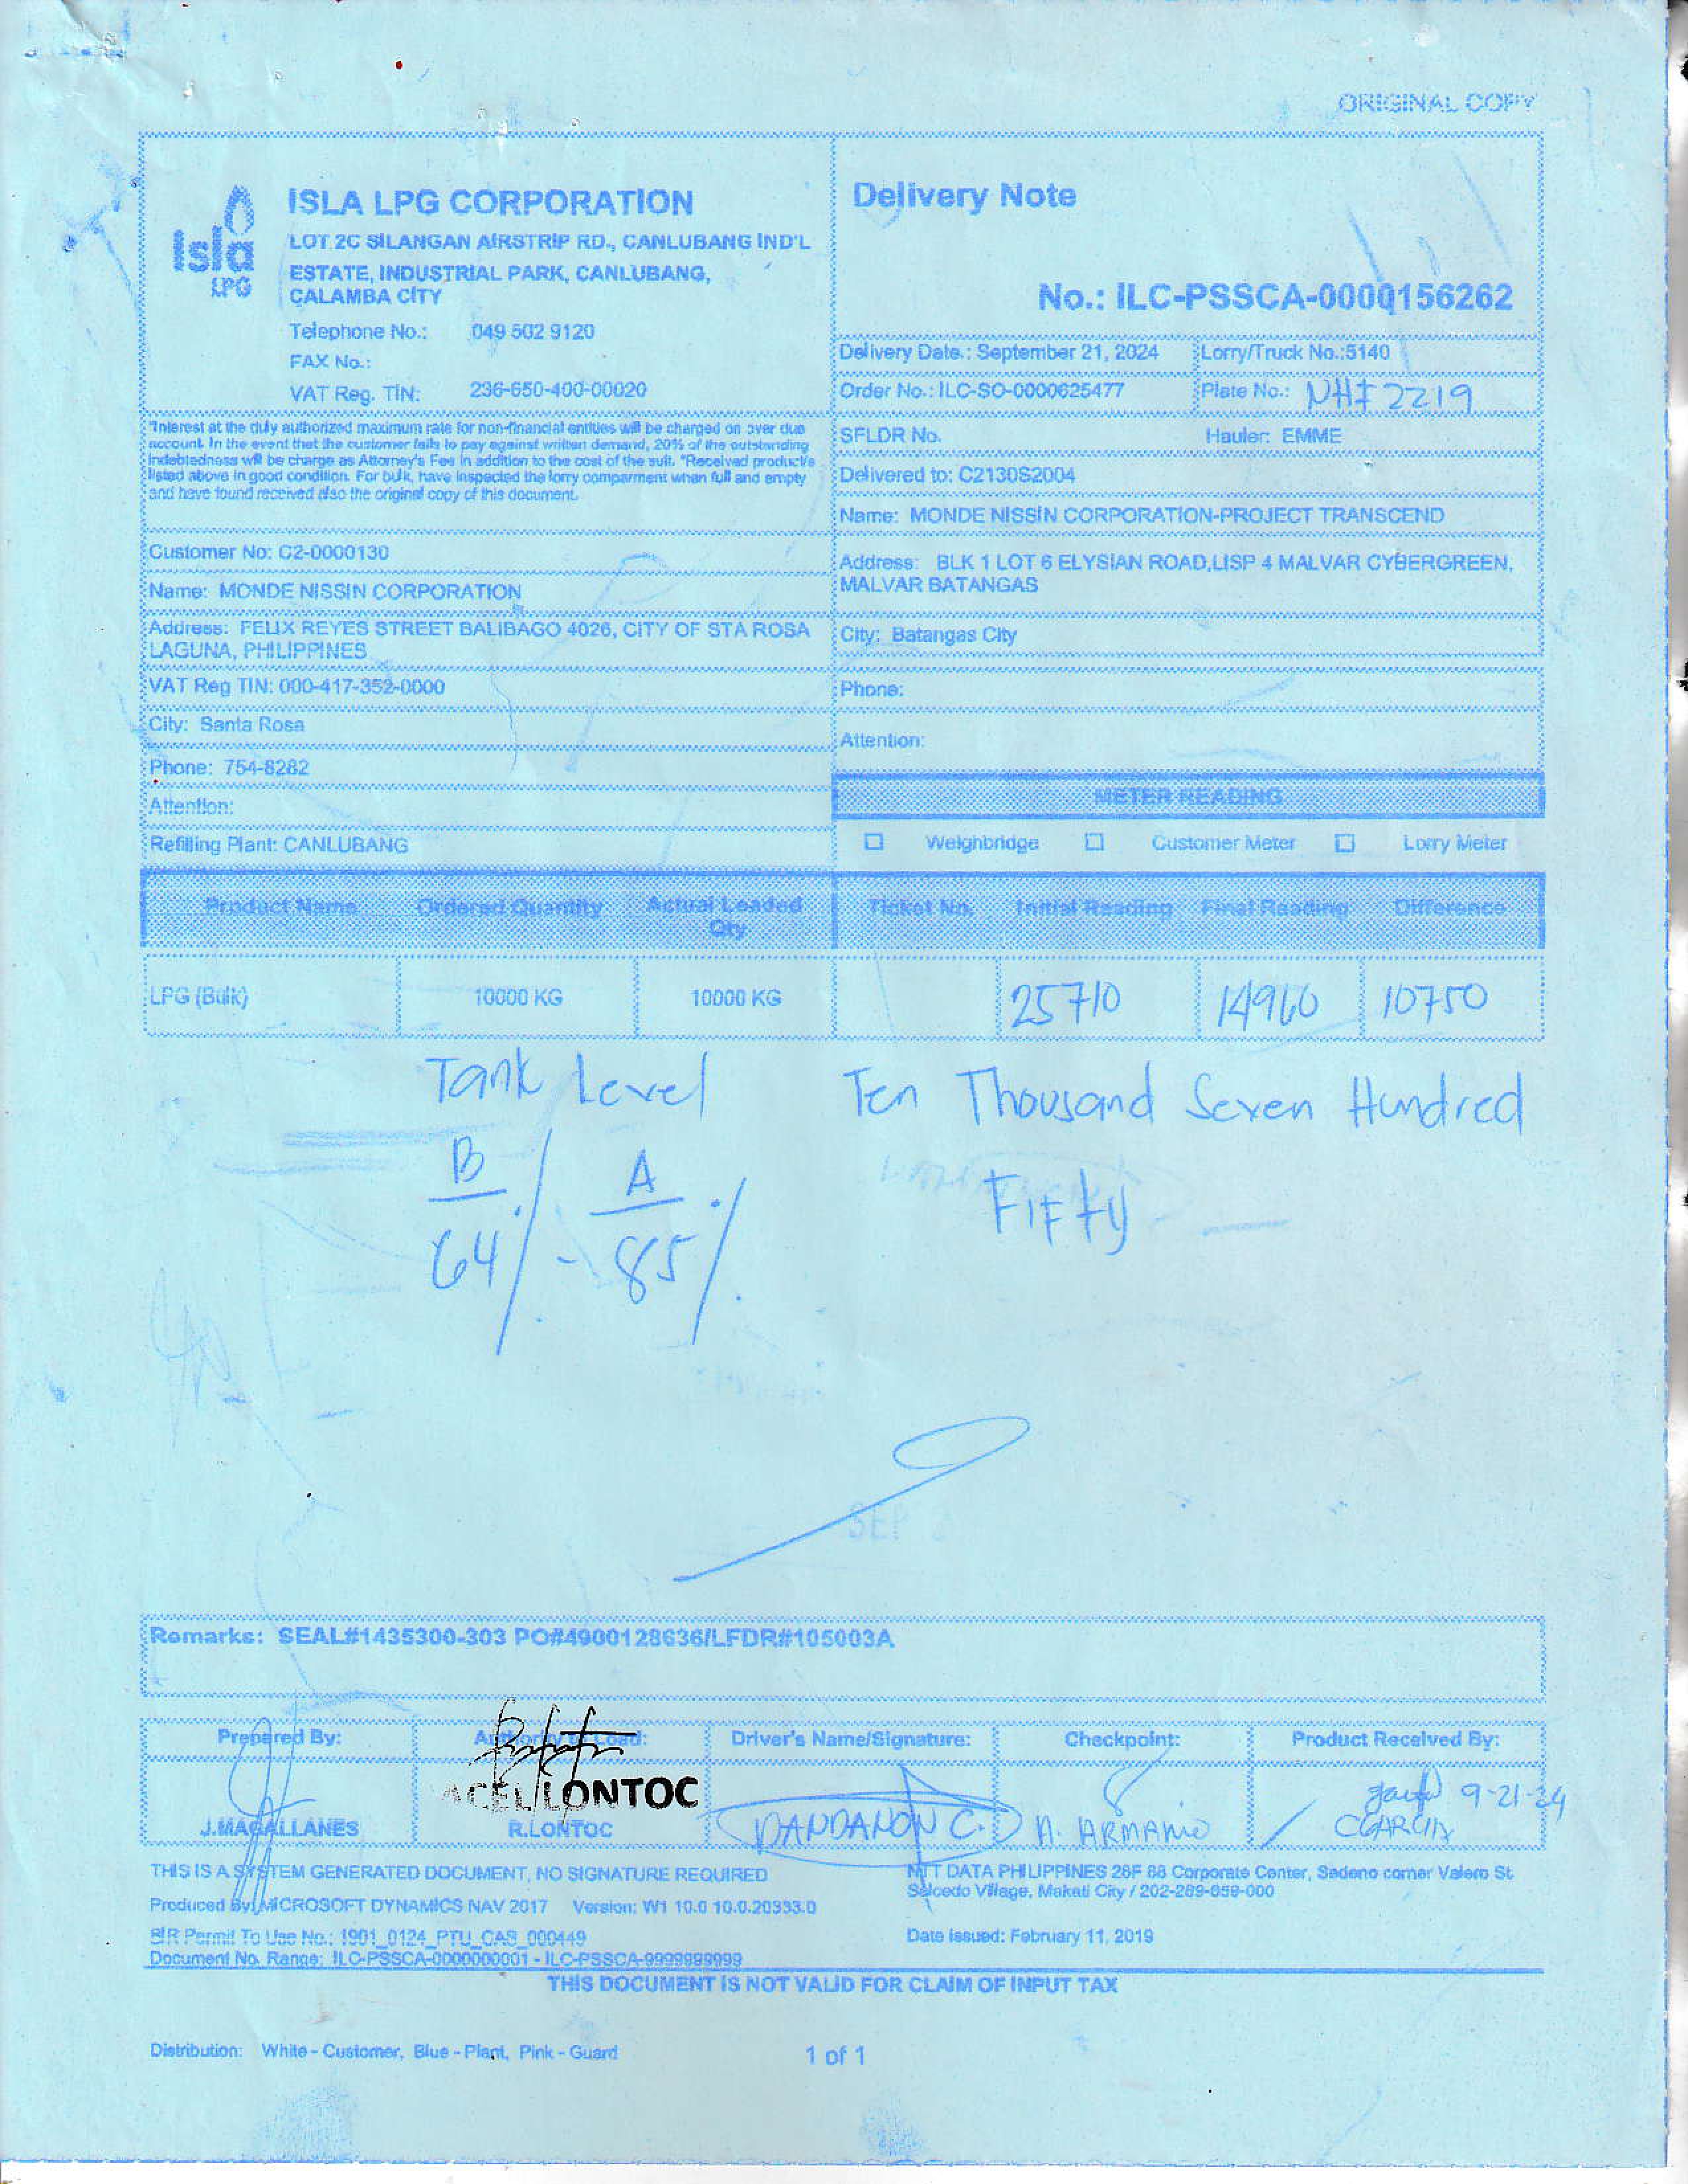 ORIGINAL COPY
Isla
LPG
ISLA LPG CORPORATION
LOT 2C SILANGAN AIRSTRIP RD., CANLUBANG IND'L
ESTATE, INDUSTRIAL PARK, CANLUBANG,
CALAMBA CITY
Telephone No.: 049 502 9120
FAX No.:
VAT Reg. TIN: 236-650-400-00020
Delivery Note
No.: ILC-PSSCA-0000156262
Delivery Date.: September 21, 2024 Lorry/Truck No.:5140
Order No.: ILC-SO-0000625477 Plate No.: NHI 2219
SFLDR No. Hauler: EMME
Delivered to: C2130S2004
Name: MONDE NISSIN CORPORATION-PROJECT TRANSCEND
Address: BLK 1 LOT 6 ELYSIAN ROAD,LISP 4 MALVAR CYBERGREEN,
MALVAR BATANGAS
City: Batangas City
Phone:
Attention:
"Interest at the duly authorized maximum rate for non-financial entities will be charged on over due
account. In the event that the customer fails to pay against written demand, 20% of the outstanding
indebtedness will be charge as Attorney's Fee in addition to the cost of the suit. "Received product/s
listed above in good condition. For bulk, have inspected the lorry comparment when full and empty
and have found received also the original copy of this document.
Customer No: C2-0000130
Name: MONDE NISSIN CORPORATION
Address: FELIX REYES STREET BALIBAGO 4026, CITY OF STA ROSA
LAGUNA, PHILIPPINES
VAT Reg TIN: 000-417-352-0000
City: Santa Rosa
Phone: 754-8282
Attention:
Refilling Plant: CANLUBANG
METER READING
Weighbridge Customer Meter Lorry Meter
Product Name Ordered Quantity Actual Loaded Qty Ticket No. Initial Reading Final Reading Difference
LPG (Bulk) 10000 KG 10000 KG 25710 14960 10750
Tank Level Ten Thousand Seven Hundred
B A Fifty
64% - 85%
SEP 2
Remarks: SEAL#1435300-303 PO#4900128636/LFDR#105003A
Prepared By: Authority to Load: Driver's Name/Signature: Checkpoint: Product Received By:
9-21-24
ACEL LONTOC
J.MAGALLANES R.LONTOC DANDANON C. N. ARMANO CGARCIA
THIS IS A SYSTEM GENERATED DOCUMENT, NO SIGNATURE REQUIRED
Produced By: MICROSOFT DYNAMICS NAV 2017 Version: W1 10.0 10.0.20353.0
BIR Permit To Use No.: 1901_0124_PTU_CAS_000449
Document No. Range: ILC-PSSCA-0000000001 - ILC-PSSCA-9999999999
NTT DATA PHILIPPINES 28F 88 Corporate Center, Sedeno corner Valero St
Salcedo Village, Makati City / 202-289-059-000
Date issued: February 11, 2019
THIS DOCUMENT IS NOT VALID FOR CLAIM OF INPUT TAX
Distribution: White - Customer, Blue - Plant, Pink - Guard
1 of 1